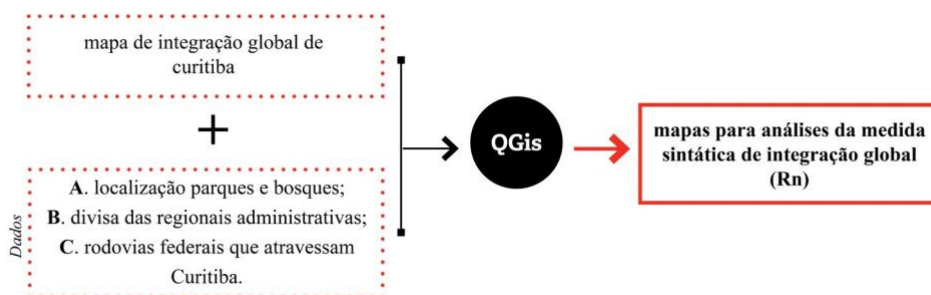 mapa de integração global de
curitiba
+
Dados
A. localização parques e bosques;
B. divisa das regionais administrativas;
C. rodovias federais que atravessam
Curitiba.
QGis
mapas para análises da medida
sintática de integração global
(Rn)